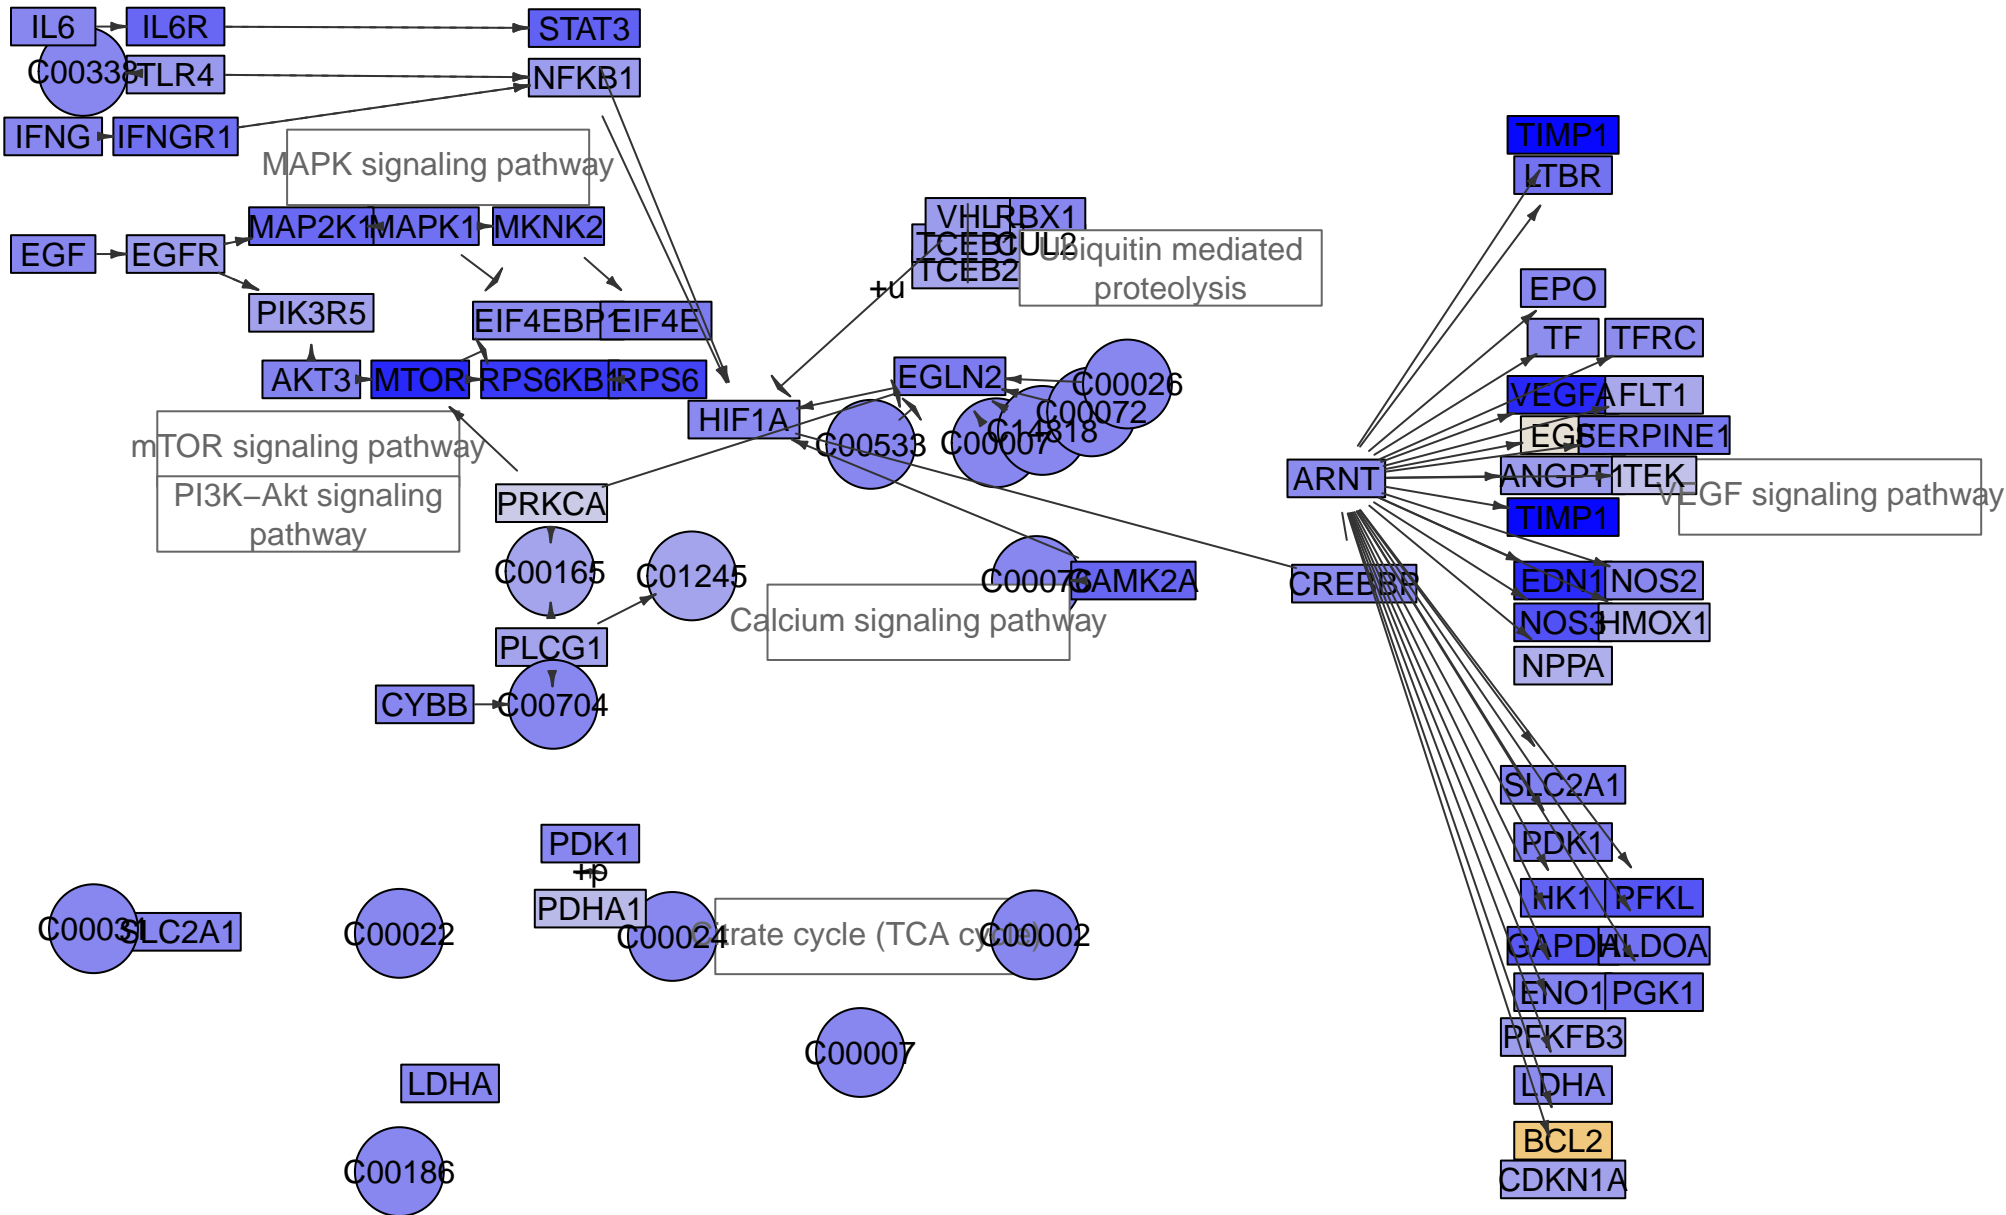 IL6
IL6R
STAT3
C00338
TLR4
NFKB1
IFNG
IFNGR1
MAPK signaling pathway
TIMP1
LTBR
MAP2K1
MAPK1
MKNK2
VHL
RBX1
EGF
EGFR
TCEB1
CUL2
TCEB2
Ubiquitin mediated
proteolysis
+u
PIK3R5
EIF4EBP1
EIF4E
EPO
TF
TFRC
AKT3
MTOR
RPS6KB1
RPS6
EGLN2
C00026
HIF1A
C00533
C00007
C14818
C00072
VEGFA
FLT1
SERPINE1
mTOR signaling pathway
PI3K–Akt signaling
pathway
PRKCA
ARNT
ANGPT1
TEK
TIMP1
VEGF signaling pathway
C00165
C01245
C00076
CAMK2A
CREBBP
EDN1
NOS2
Calcium signaling pathway
NOS3
HMOX1
PLCG1
NPPA
CYBB
C00704
SLC2A1
PDK1
+p
PDHA1
PDK1
HK1
PFKL
C00031
SLC2A1
C00022
C00024
Citrate cycle (TCA cycle)
C00002
GAPDH
ALDOA
ENO1
PGK1
C00007
PFKFB3
LDHA
LDHA
BCL2
C00186
CDKN1A